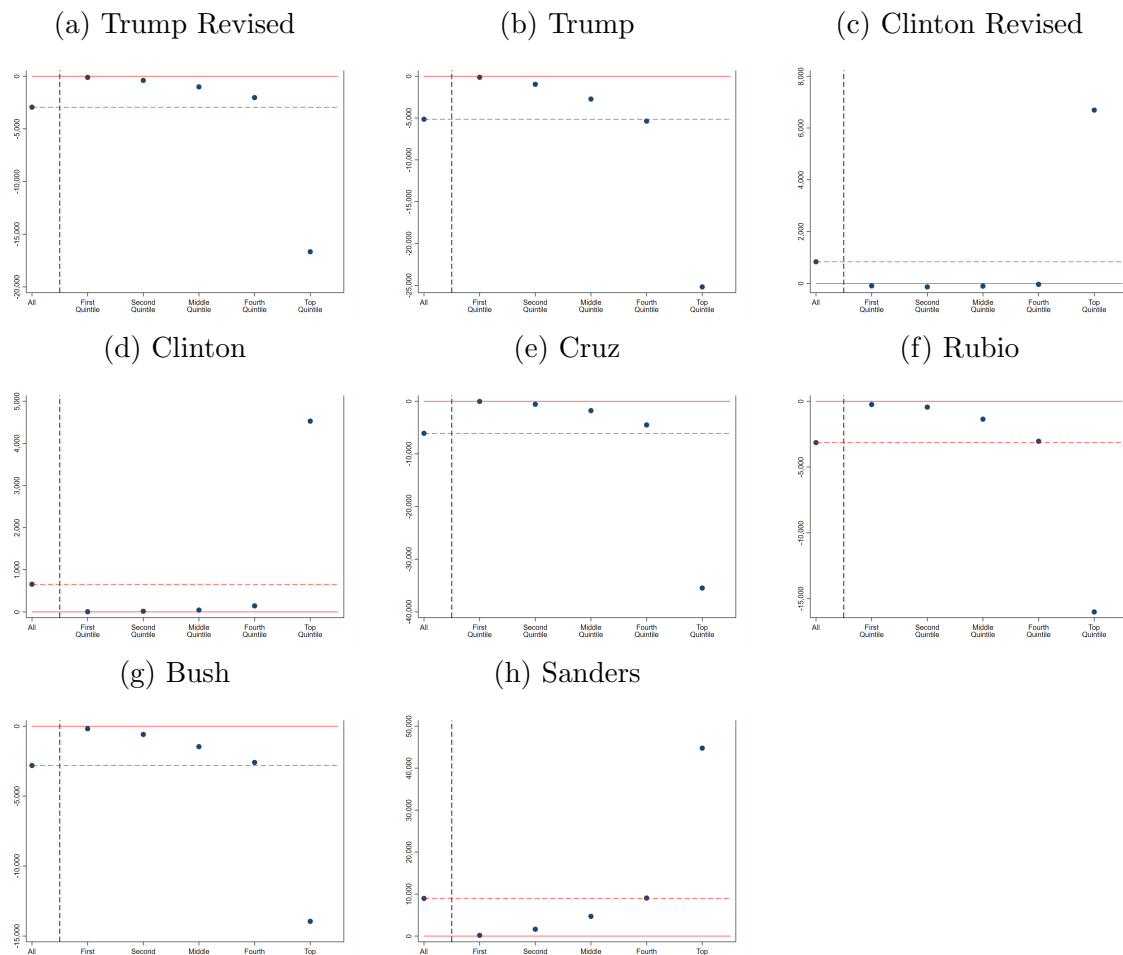 (a) Trump Revised
0
-5,000
-10,000
-15,000
-20,000
All
First Quintile
Second Quintile
Middle Quintile
Fourth Quintile
Top Quintile
(b) Trump
0
-5,000
-10,000
-15,000
-20,000
-25,000
All
First Quintile
Second Quintile
Middle Quintile
Fourth Quintile
Top Quintile
(c) Clinton Revised
8,000
6,000
4,000
2,000
0
All
First Quintile
Second Quintile
Middle Quintile
Fourth Quintile
Top Quintile
(d) Clinton
5,000
4,000
3,000
2,000
1,000
0
All
First Quintile
Second Quintile
Middle Quintile
Fourth Quintile
Top Quintile
(e) Cruz
0
-10,000
-20,000
-30,000
-40,000
All
First Quintile
Second Quintile
Middle Quintile
Fourth Quintile
Top Quintile
(f) Rubio
0
-5,000
-10,000
-15,000
All
First Quintile
Second Quintile
Middle Quintile
Fourth Quintile
Top Quintile
(g) Bush
0
-5,000
-10,000
-15,000
All
First
Second
Middle
Fourth
Top
(h) Sanders
50,000
40,000
30,000
20,000
10,000
0
All
First
Second
Middle
Fourth
Top